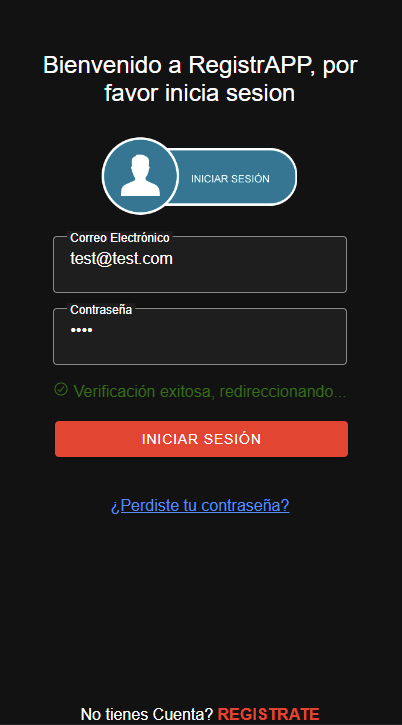 Bienvenido a RegistrAPP, por
favor inicia sesion
INICIAR SESIÓN
Correo Electrónico
test@test.com
Contraseña
••••
Verificación exitosa, redireccionando...
INICIAR SESIÓN
¿Perdiste tu contraseña?
No tienes Cuenta? REGISTRATE